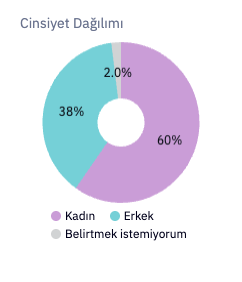 Cinsiyet Dağılımı
2.0%
38%
60%
Kadın Erkek
Belirtmek istemiyorum